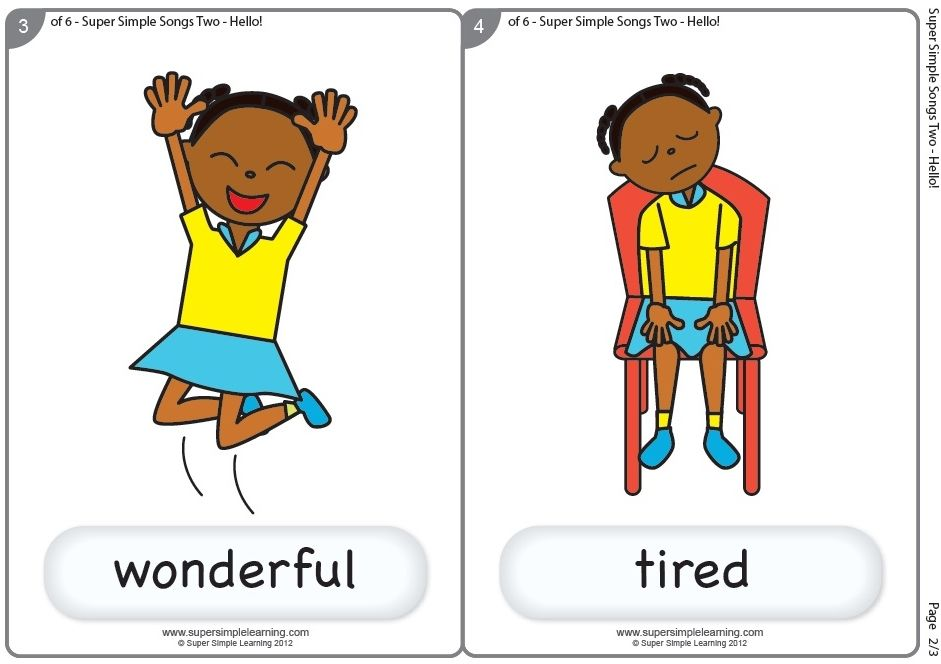 3
of 6 - Super Simple Songs Two - Hello!
wonderful
www.supersimplelearning.com
© Super Simple Learning 2012
4
of 6 - Super Simple Songs Two - Hello!
tired
www.supersimplelearning.com
© Super Simple Learning 2012
Super Simple Songs Two - Hello!
Page 2/3